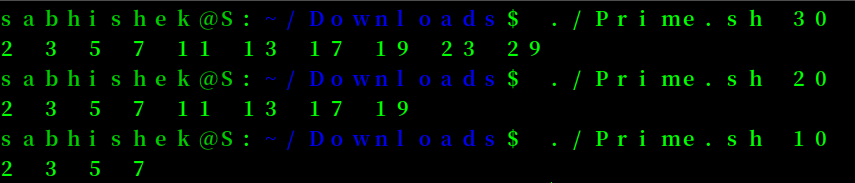 sabhishek@S:~/Downloads$ ./Prime.sh 30
2 3 5 7 11 13 17 19 23 29
sabhishek@S:~/Downloads$ ./Prime.sh 20
2 3 5 7 11 13 17 19
sabhishek@S:~/Downloads$ ./Prime.sh 10
2 3 5 7